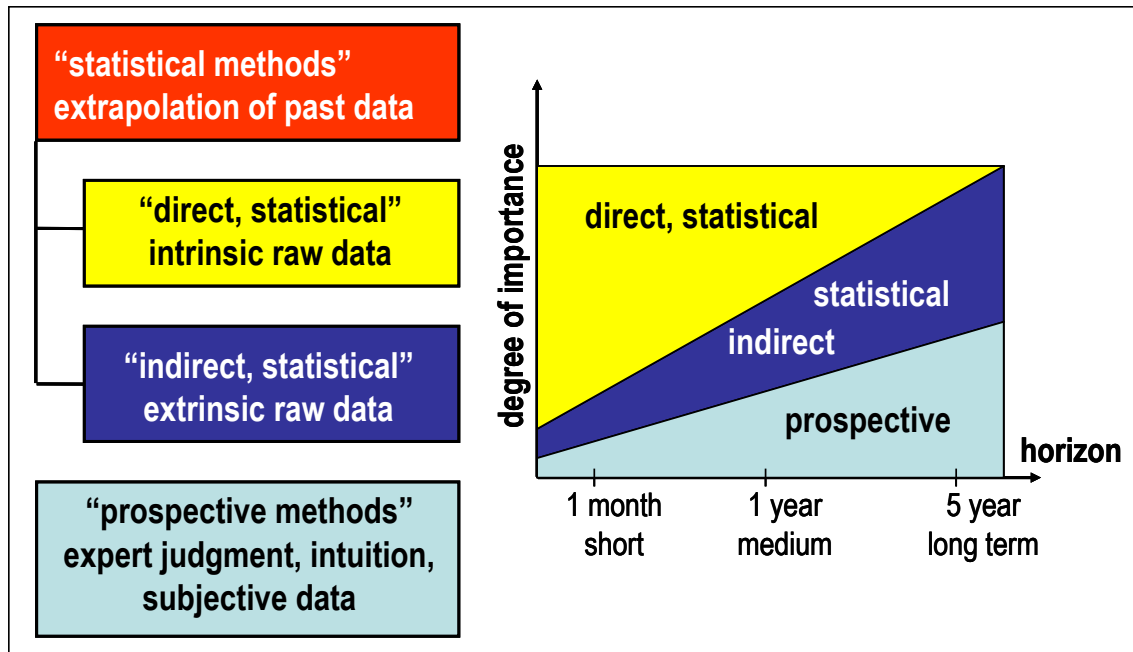 “statistical methods”
extrapolation of past data
“direct, statistical”
intrinsic raw data
“indirect, statistical”
extrinsic raw data
“prospective methods”
expert judgment, intuition,
subjective data
degree of importance
direct, statistical
statistical
indirect
prospective
horizon
1 month
short
1 year
medium
5 year
long term